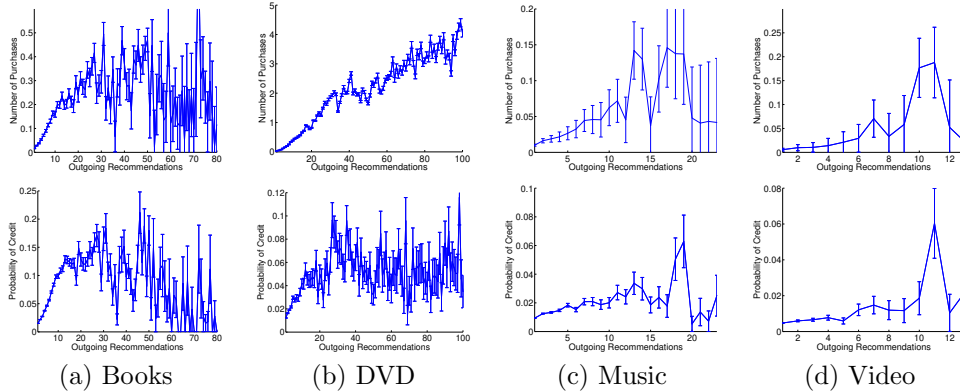 Number of Purchases
0.5
0.4
0.3
0.2
0.1
10 20 30 40 50 60 70 80
Outgoing Recommendations
Number of Purchases
5
4
3
2
1
0
20 40 60 80 100
Outgoing Recommendations
Number of Purchases
0.2
0.15
0.1
0.05
0
5 10 15 20
Outgoing Recommendations
Number of Purchases
0.2
0.15
0.1
0.05
0
2 4 6 8 10 12
Outgoing Recommendations
Probability of Credit
0.25
0.2
0.15
0.1
0.05
0
10 20 30 40 50 60 70 80
Outgoing Recommendations
Probability of Credit
0.12
0.1
0.08
0.06
0.04
0.02
0
20 40 60 80 100
Outgoing Recommendations
Probability of Credit
0.1
0.08
0.06
0.04
0.02
0
5 10 15 20
Outgoing Recommendations
Probability of Credit
0.08
0.06
0.04
0.02
0
2 4 6 8 10 12
Outgoing Recommendations
(a) Books
(b) DVD
(c) Music
(d) Video